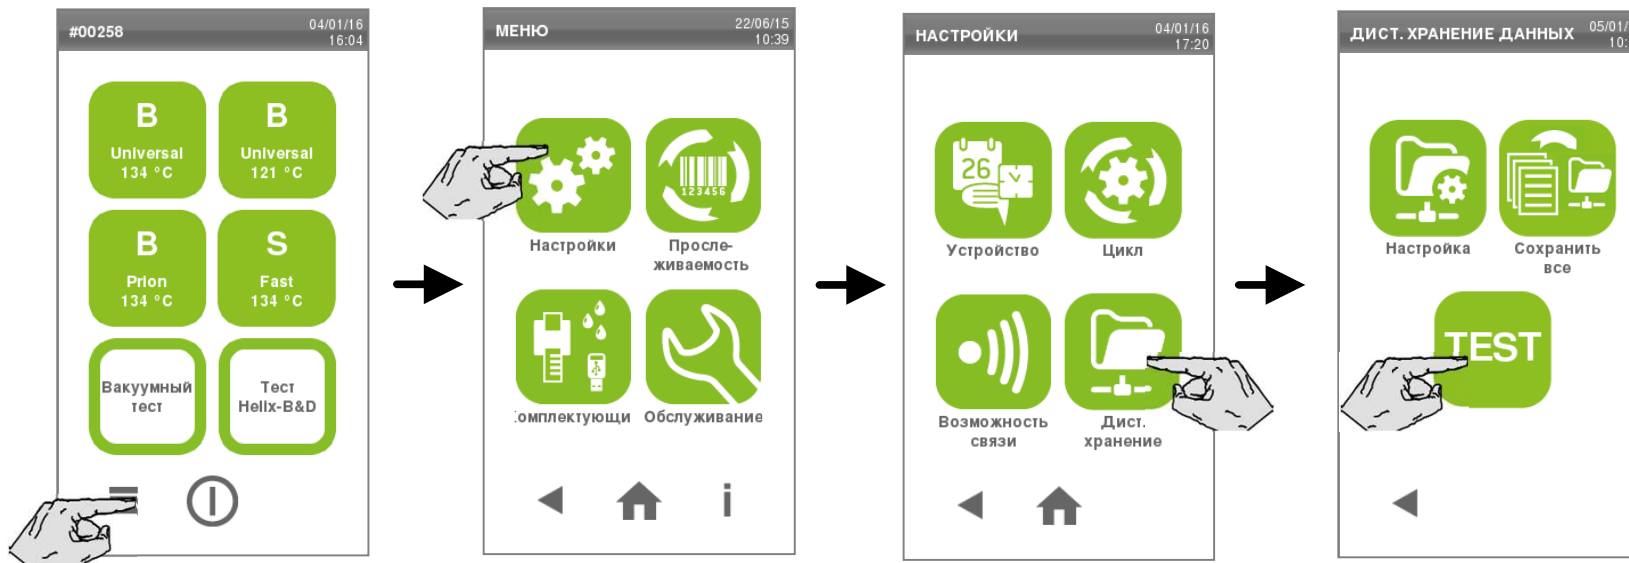 #00258
04/01/16
16:04
B
Universal
134 °C
B
Universal
121 °C
B
Prion
134 °C
S
Fast
134 °C
Вакуумный
тест
Тест
Helix-B&D
МЕНЮ
22/06/15
10:39
123456
Настройки
Просле-
живаемость
омплектующи
Обслуживание
i
НАСТРОЙКИ
04/01/16
17:20
26
Устройство
Цикл
Возможность
связи
Дист.
хранение
ДИСТ. ХРАНЕНИЕ ДАННЫХ
05/01/
10:
Настройка
Сохранить
все
TEST